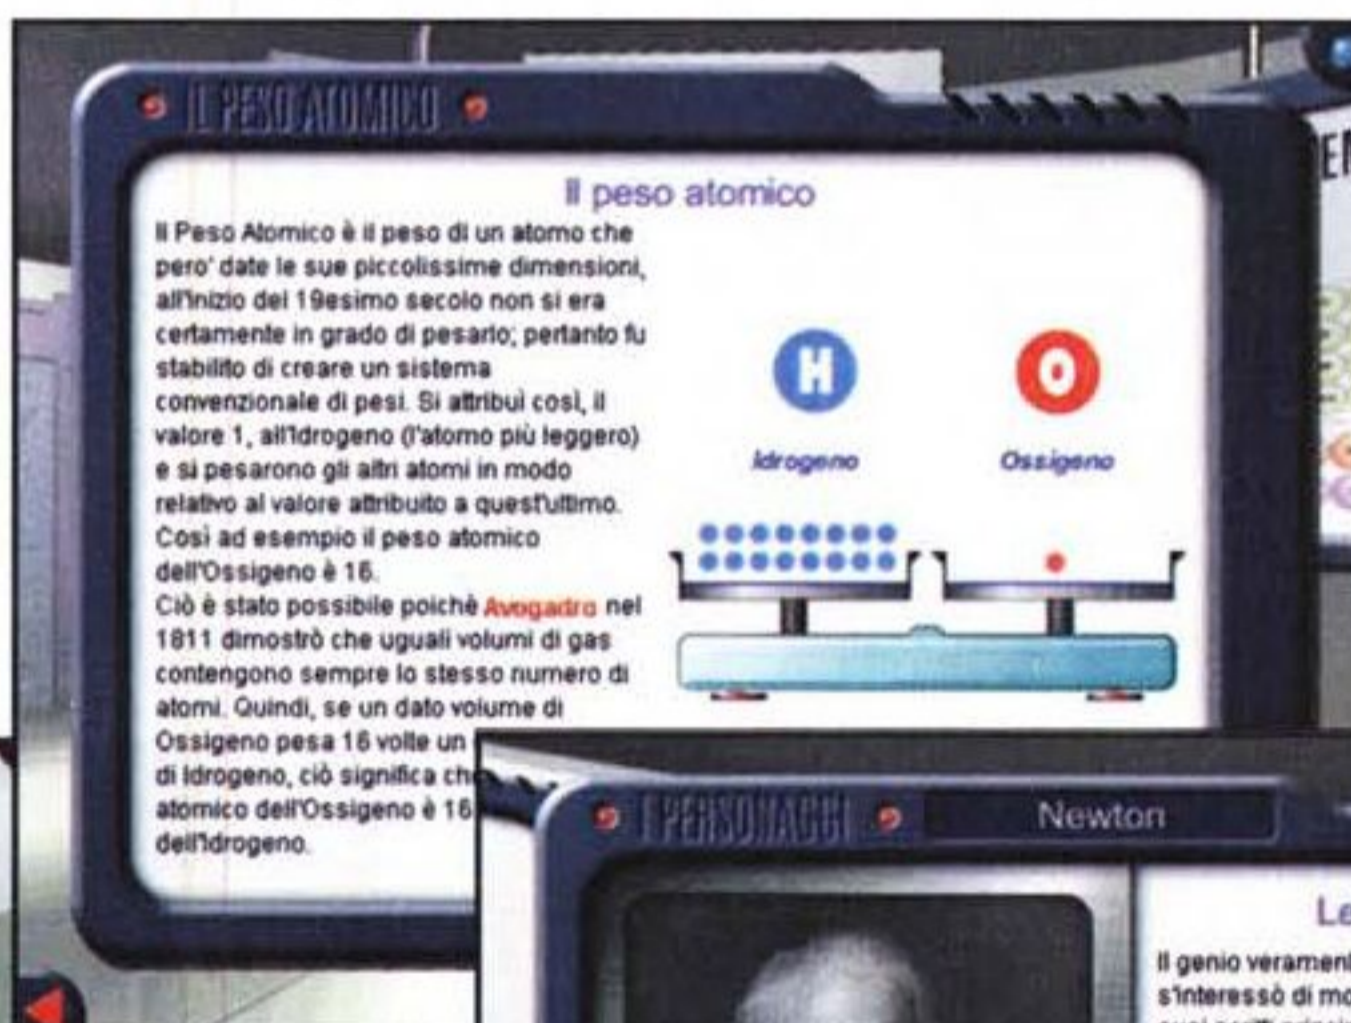 IL PESO ATOMICO
Il peso atomico
Il Peso Atomico è il peso di un atomo che
pero' date le sue piccolissime dimensioni,
all'inizio del 19esimo secolo non si era
certamente in grado di pesarlo; pertanto fu
stabilito di creare un sistema
convenzionale di pesi. Si attribuì così, il
valore 1, all'Idrogeno (l'atomo più leggero)
e si pesarono gli altri atomi in modo
relativo al valore attribuito a quest'ultimo.
Così ad esempio il peso atomico
dell'Ossigeno è 16.
Ciò è stato possibile poichè Avogadro nel
1811 dimostrò che uguali volumi di gas
contengono sempre lo stesso numero di
atomi. Quindi, se un dato volume di
Ossigeno pesa 16 volte un
di Idrogeno, ciò significa che
atomico dell'Ossigeno è 16
dell'Idrogeno.
H O
Idrogeno Ossigeno
I PERSONAGGI Newton
Le
Il genio
s'interessò di